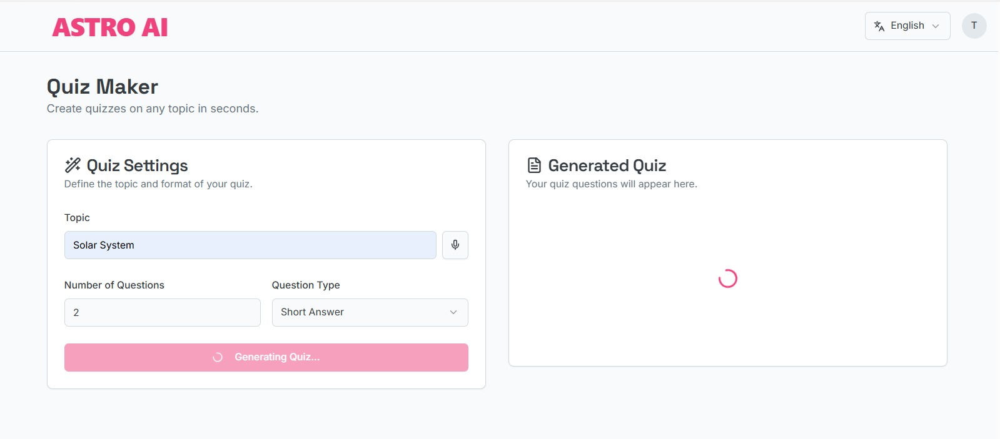 ASTRO AI
English
T
Quiz Maker
Create quizzes on any topic in seconds.
Quiz Settings
Define the topic and format of your quiz.
Topic
Solar System
Number of Questions
Question Type
2
Short Answer
Generating Quiz...
Generated Quiz
Your quiz questions will appear here.